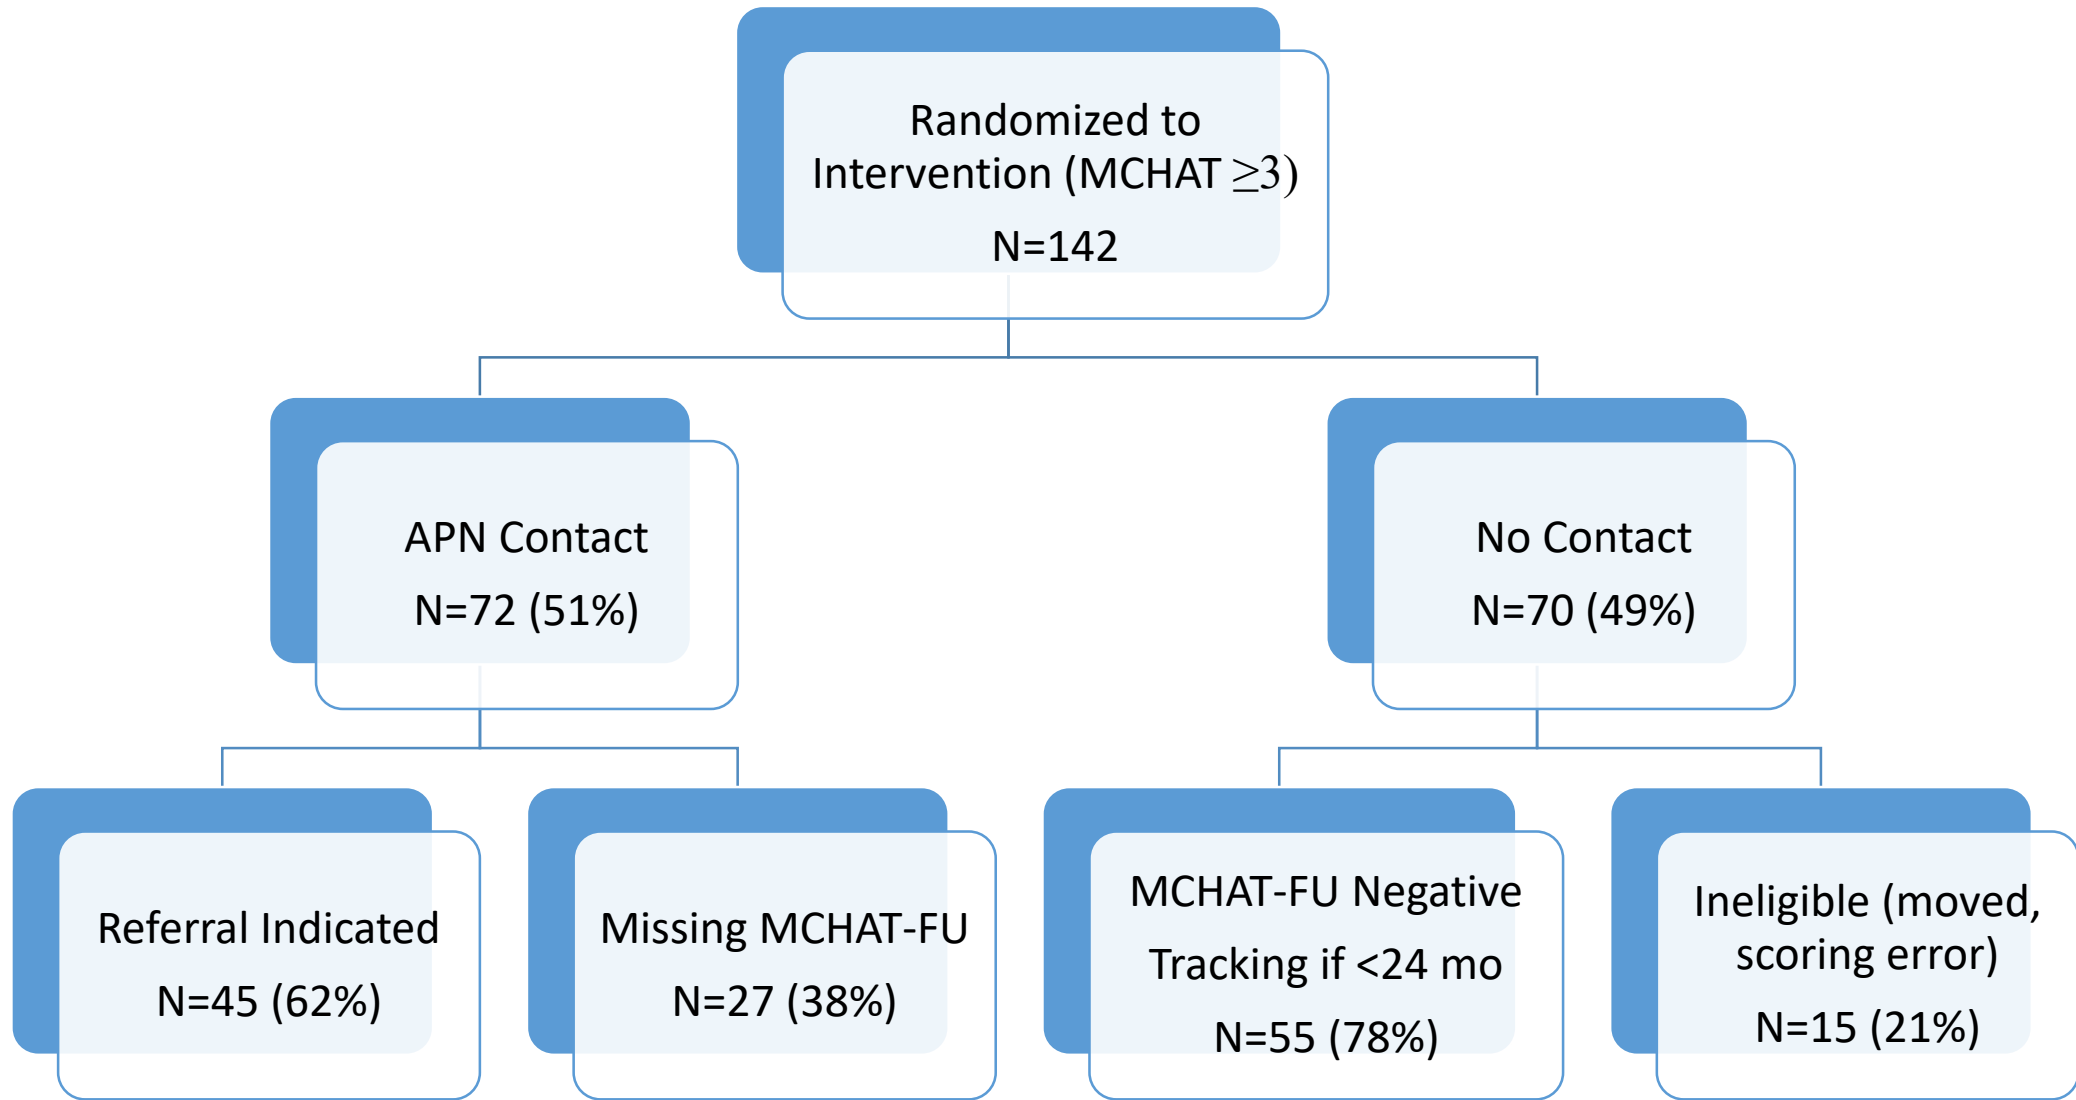 Randomized to
Intervention (MCHAT ≥3)
N=142
APN Contact
N=72 (51%)
No Contact
N=70 (49%)
Referral Indicated
N=45 (62%)
Missing MCHAT-FU
N=27 (38%)
MCHAT-FU Negative
Tracking if <24 mo
N=55 (78%)
Ineligible (moved,
scoring error)
N=15 (21%)